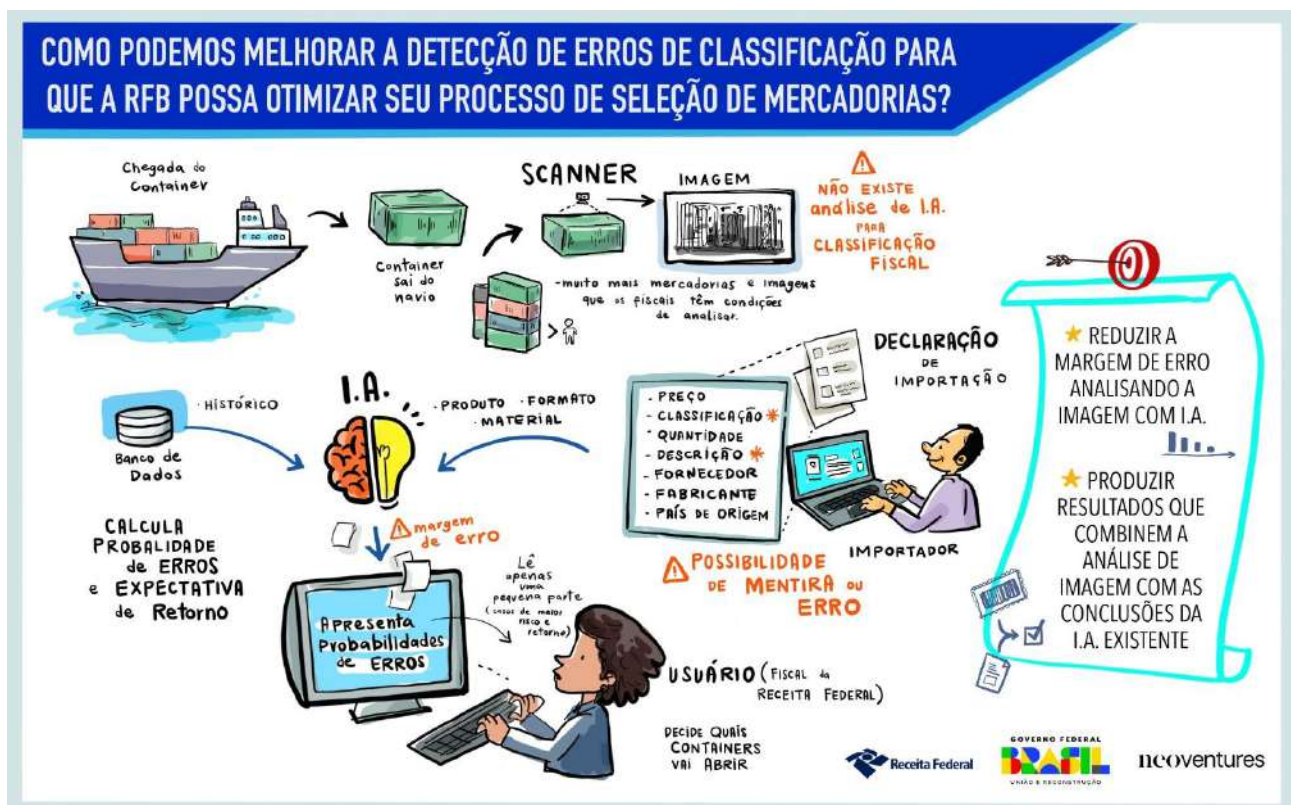 COMO PODEMOS MELHORAR A DETECÇÃO DE ERROS DE CLASSIFICAÇÃO PARA
QUE A RFB POSSA OTIMIZAR SEU PROCESSO DE SELEÇÃO DE MERCADORIAS?
Chegada do
Container
Container
sai do
navio
SCANNER
IMAGEM
NÃO EXISTE
análise de I.A.
PARA
CLASSIFICAÇÃO
FISCAL
-muito mais mercadorias e imagens
que os fiscais têm condições
de analisar.
DECLARAÇÃO
DE
IMPORTAÇÃO
- PREÇO
- CLASSIFICAÇÃO *
- QUANTIDADE
- DESCRIÇÃO *
- FORNECEDOR
- FABRICANTE
- PAÍS DE ORIGEM
IMPORTADOR
POSSIBILIDADE
DE MENTIRA OU
ERRO
Banco de
Dados
· HISTÓRICO
I.A.
· PRODUTO · FORMATO
· MATERIAL
CALCULA
PROBALIDADE
de ERROS
e EXPECTATIVA
de Retorno
margem
de erro
Apresenta
Probabilidades
de ERROS
Lê
apenas
uma
pequena parte
(casos de maior
risco e
retorno)
USUÁRIO (FISCAL da
RECEITA FEDERAL)
DECIDE QUAIS
CONTAINERS
VAI ABRIR
REDUZIR A
MARGEM DE ERRO
ANALISANDO A
IMAGEM COM I.A.
PRODUZIR
RESULTADOS QUE
COMBINEM A
ANÁLISE DE
IMAGEM COM AS
CONCLUSÕES DA
I.A. EXISTENTE
Receita Federal
GOVERNO FEDERAL
BRASIL
UNIÃO E RECONSTRUÇÃO
neoventures